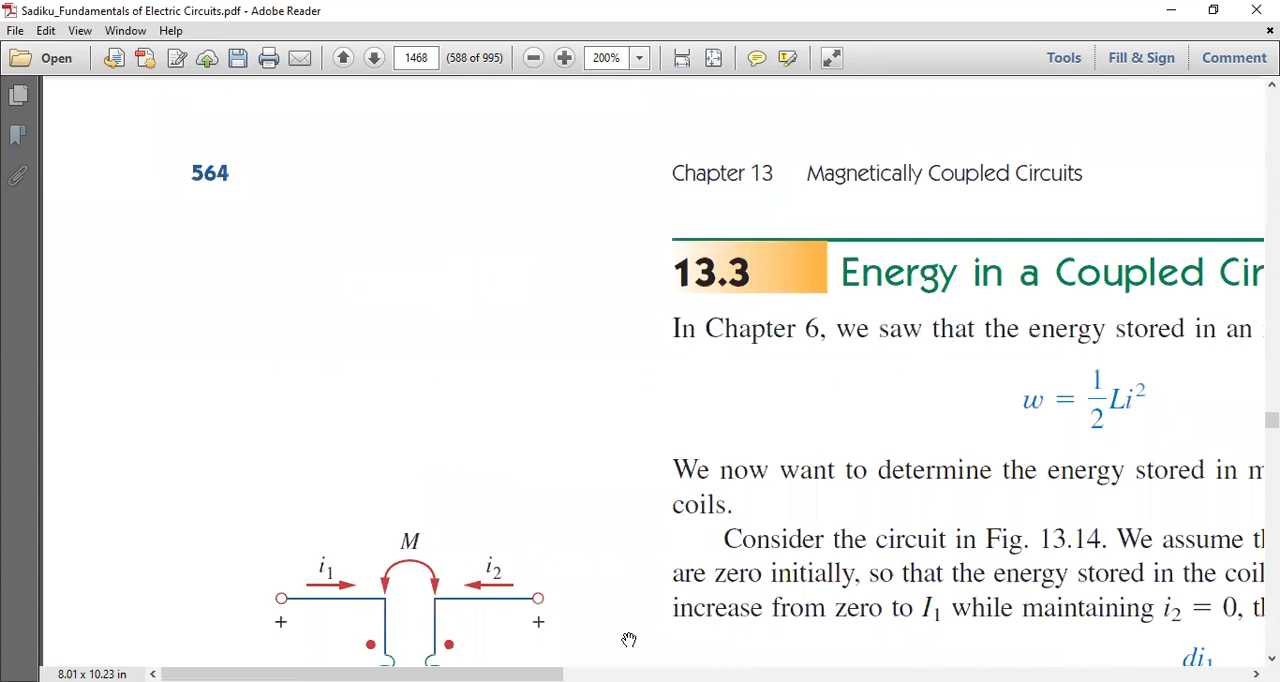 Sadiku_Fundamentals of Electric Circuits.pdf - Adobe Reader
File Edit View Window Help
Open 1468 (588 of 995) 200% Tools Fill & Sign Comment
564 Chapter 13 Magnetically Coupled Circuits
13.3 Energy in a Coupled Cir
In Chapter 6, we saw that the energy stored in an
w = 1/2 Li²
We now want to determine the energy stored in m
coils.
Consider the circuit in Fig. 13.14. We assume th
are zero initially, so that the energy stored in the coil
increase from zero to I₁ while maintaining i₂ = 0, th
di₁
M
i₁ i₂
+ +
8.01 x 10.23 in